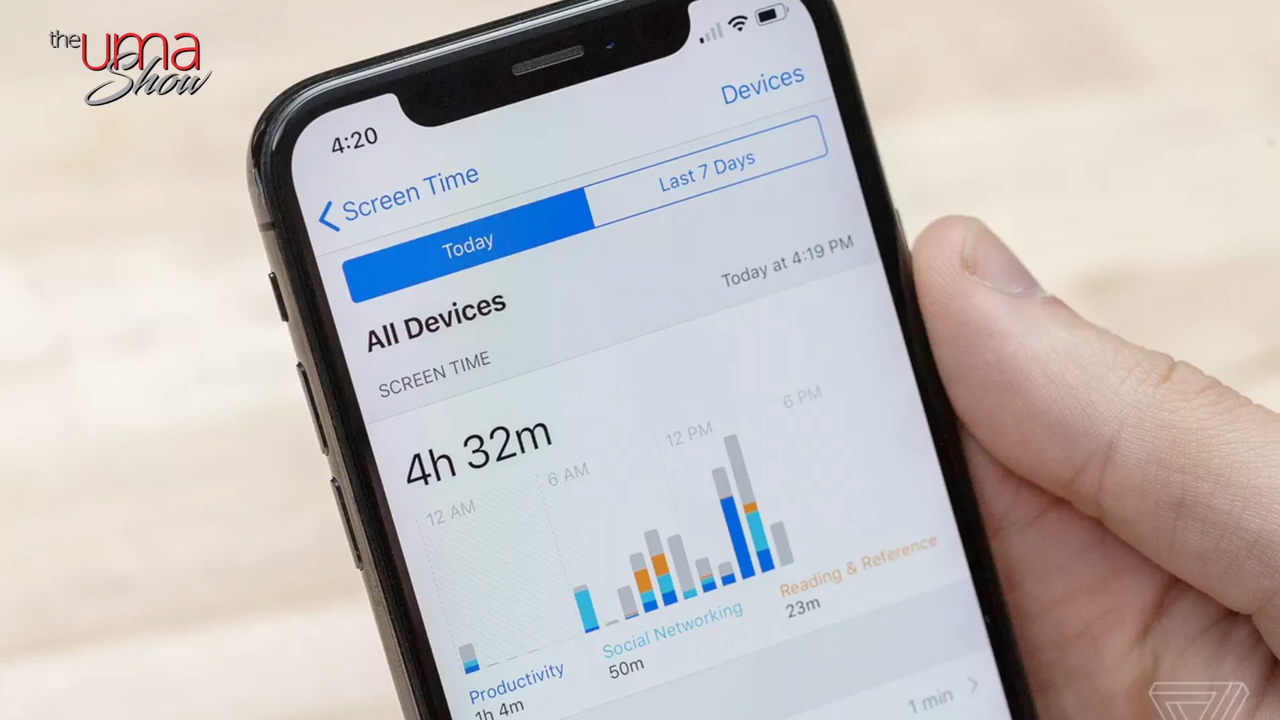 the uma
Show
4:20
Devices
Screen Time
Today
Last 7 Days
All Devices
Today at 4:19 PM
SCREEN TIME
4h 32m
12 AM
6 AM
12 PM
6 PM
Productivity
1h 4m
Social Networking
50m
Reading & Reference
23m
1 min